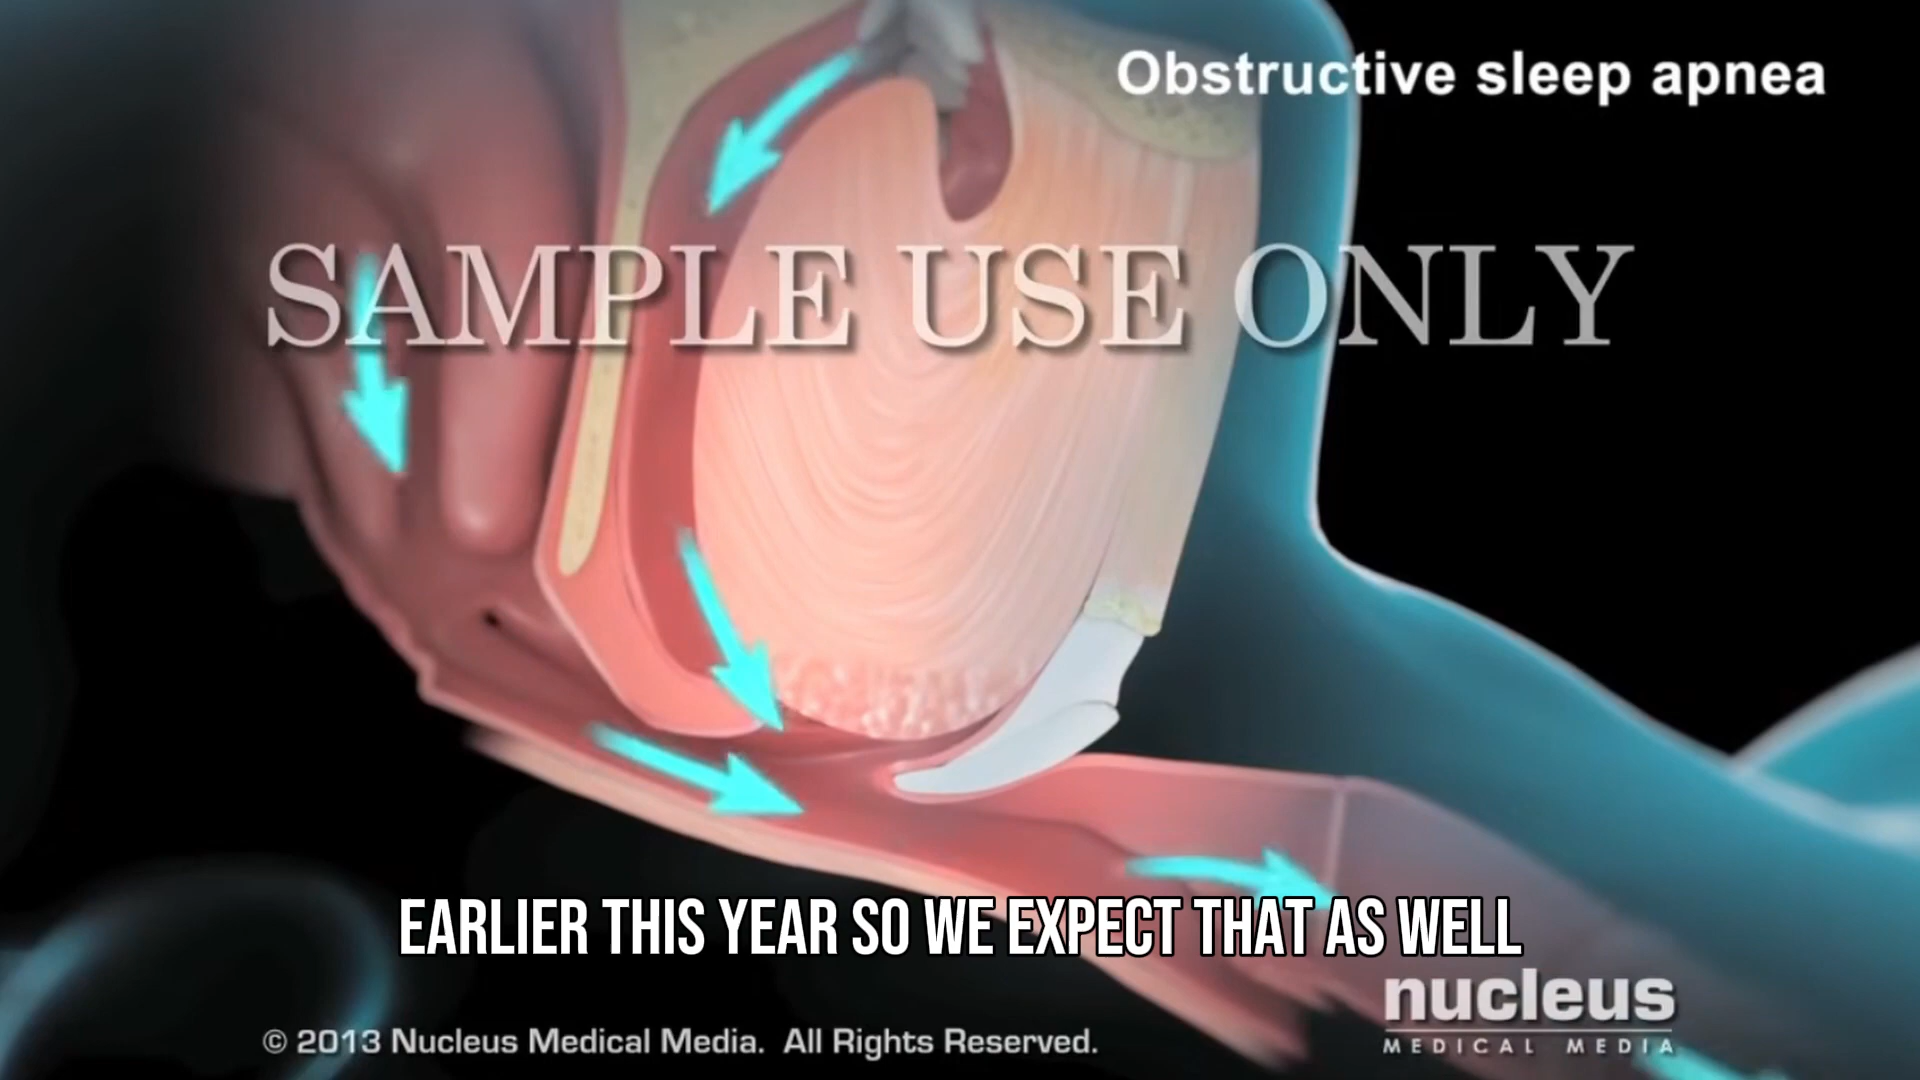 Obstructive sleep apnea
SAMPLE USE ONLY
EARLIER THIS YEAR SO WE EXPECT THAT AS WELL
nucleus
MEDICAL MEDIA
© 2013 Nucleus Medical Media. All Rights Reserved.